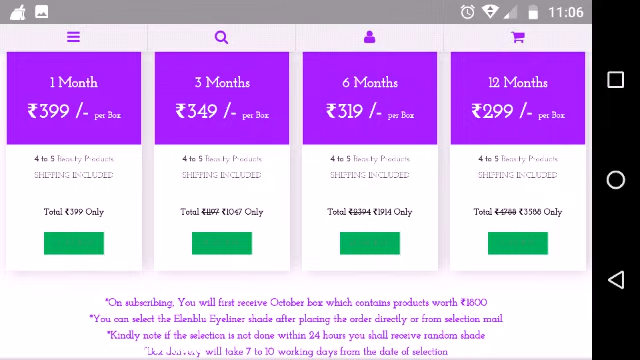 11:06
1 Month
₹399 /- per Box
4 to 5 Beauty Products
SHIPPING INCLUDED
Total ₹399 Only
3 Months
₹349 /- per Box
4 to 5 Beauty Products
SHIPPING INCLUDED
Total ₹1197 ₹1047 Only
6 Months
₹319 /- per Box
4 to 5 Beauty Products
SHIPPING INCLUDED
Total ₹2394 ₹1914 Only
12 Months
₹299 /- per Box
4 to 5 Beauty Products
SHIPPING INCLUDED
Total ₹4788 ₹3588 Only
*On subscribing, You will first receive October box which contains products worth ₹1800
*You can select the Elenblu Eyeliner shade after placing the order directly or from selection mail
*Kindly note if the selection is not done within 24 hours you shall receive random shade
*Box delivery will take 7 to 10 working days from the date of selection